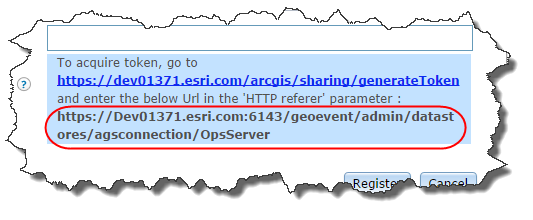 To acquire token, go to
https://dev01371.esri.com/arcgis/sharing/generateToken
and enter the below Url in the 'HTTP referer' parameter :
https://Dev01371.esri.com:6143/geoevent/admin/datast
ores/agsconnection/OpsServer
?
Register Cancel